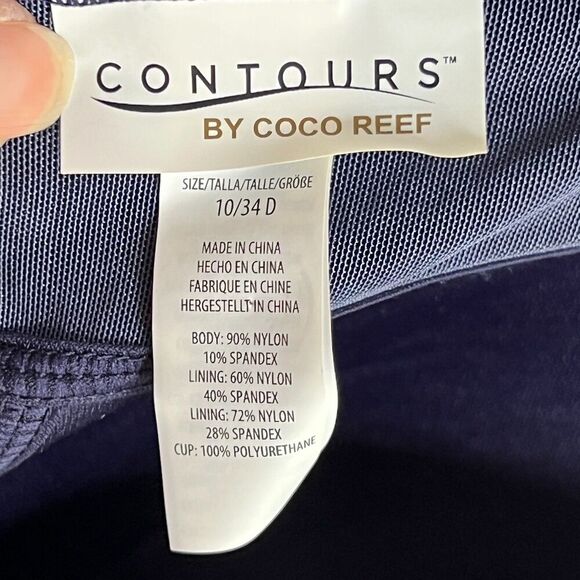 CONTOURS™
BY COCO REEF
SIZE/TALLA/TALLE/GRÖBE
10/34 D
MADE IN CHINA
HECHO EN CHINA
FABRIQUE EN CHINE
HERGESTELLT IN CHINA
BODY: 90% NYLON
10% SPANDEX
LINING: 60% NYLON
40% SPANDEX
LINING: 72% NYLON
28% SPANDEX
CUP: 100% POLYURETHANE